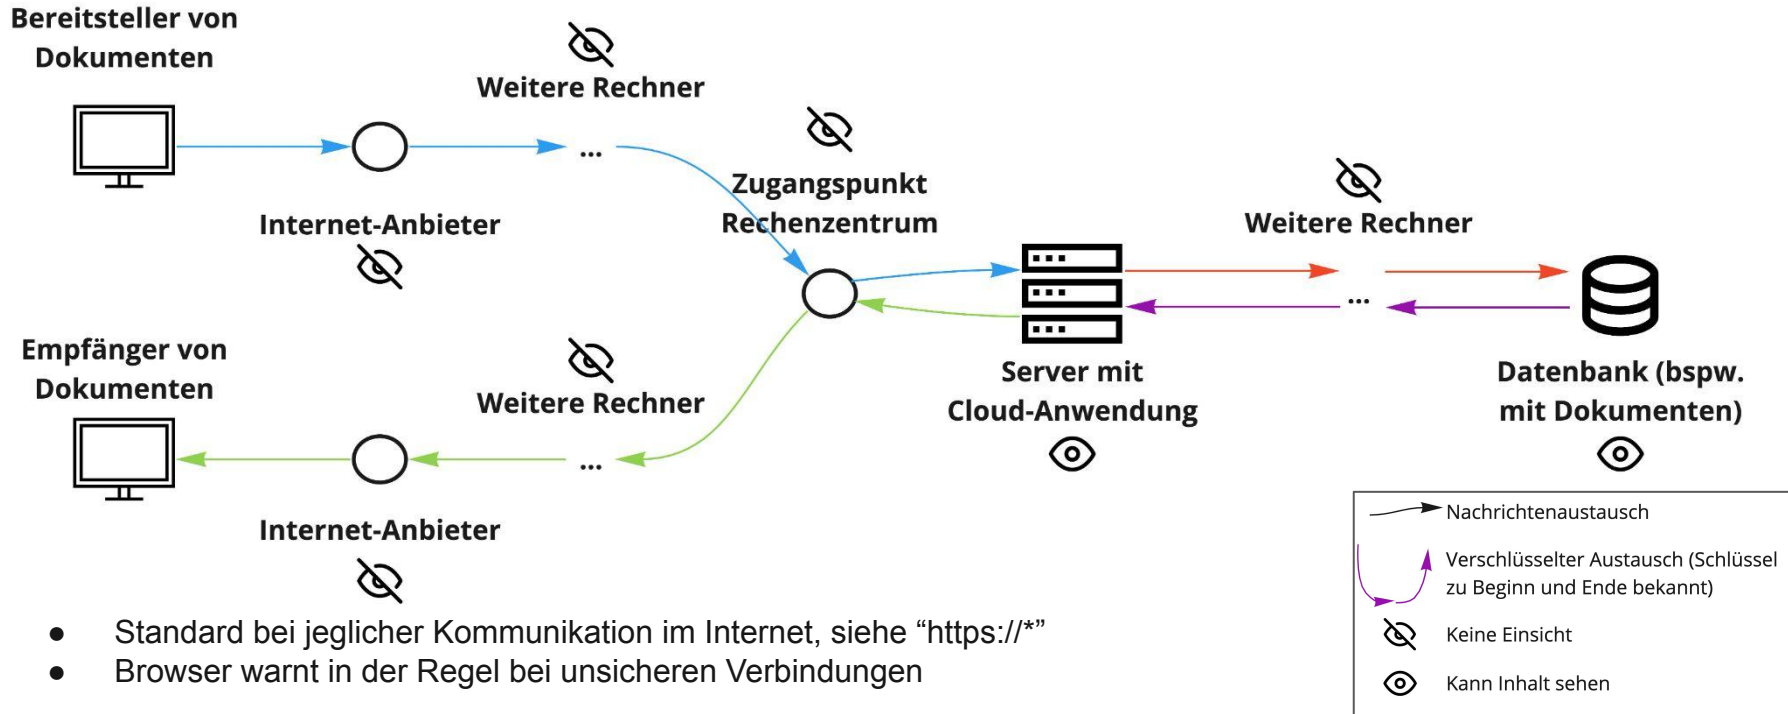 Bereitsteller von
Dokumenten
Weitere Rechner
...
Internet-Anbieter
Zugangspunkt
Rechenzentrum
Weitere Rechner
...
Server mit
Cloud-Anwendung
Datenbank (bspw.
mit Dokumenten)
Empfänger von
Dokumenten
Weitere Rechner
...
Internet-Anbieter
Nachrichtenaustausch
Verschlüsselter Austausch (Schlüssel
zu Beginn und Ende bekannt)
Keine Einsicht
Kann Inhalt sehen
● Standard bei jeglicher Kommunikation im Internet, siehe “https://*”
● Browser warnt in der Regel bei unsicheren Verbindungen